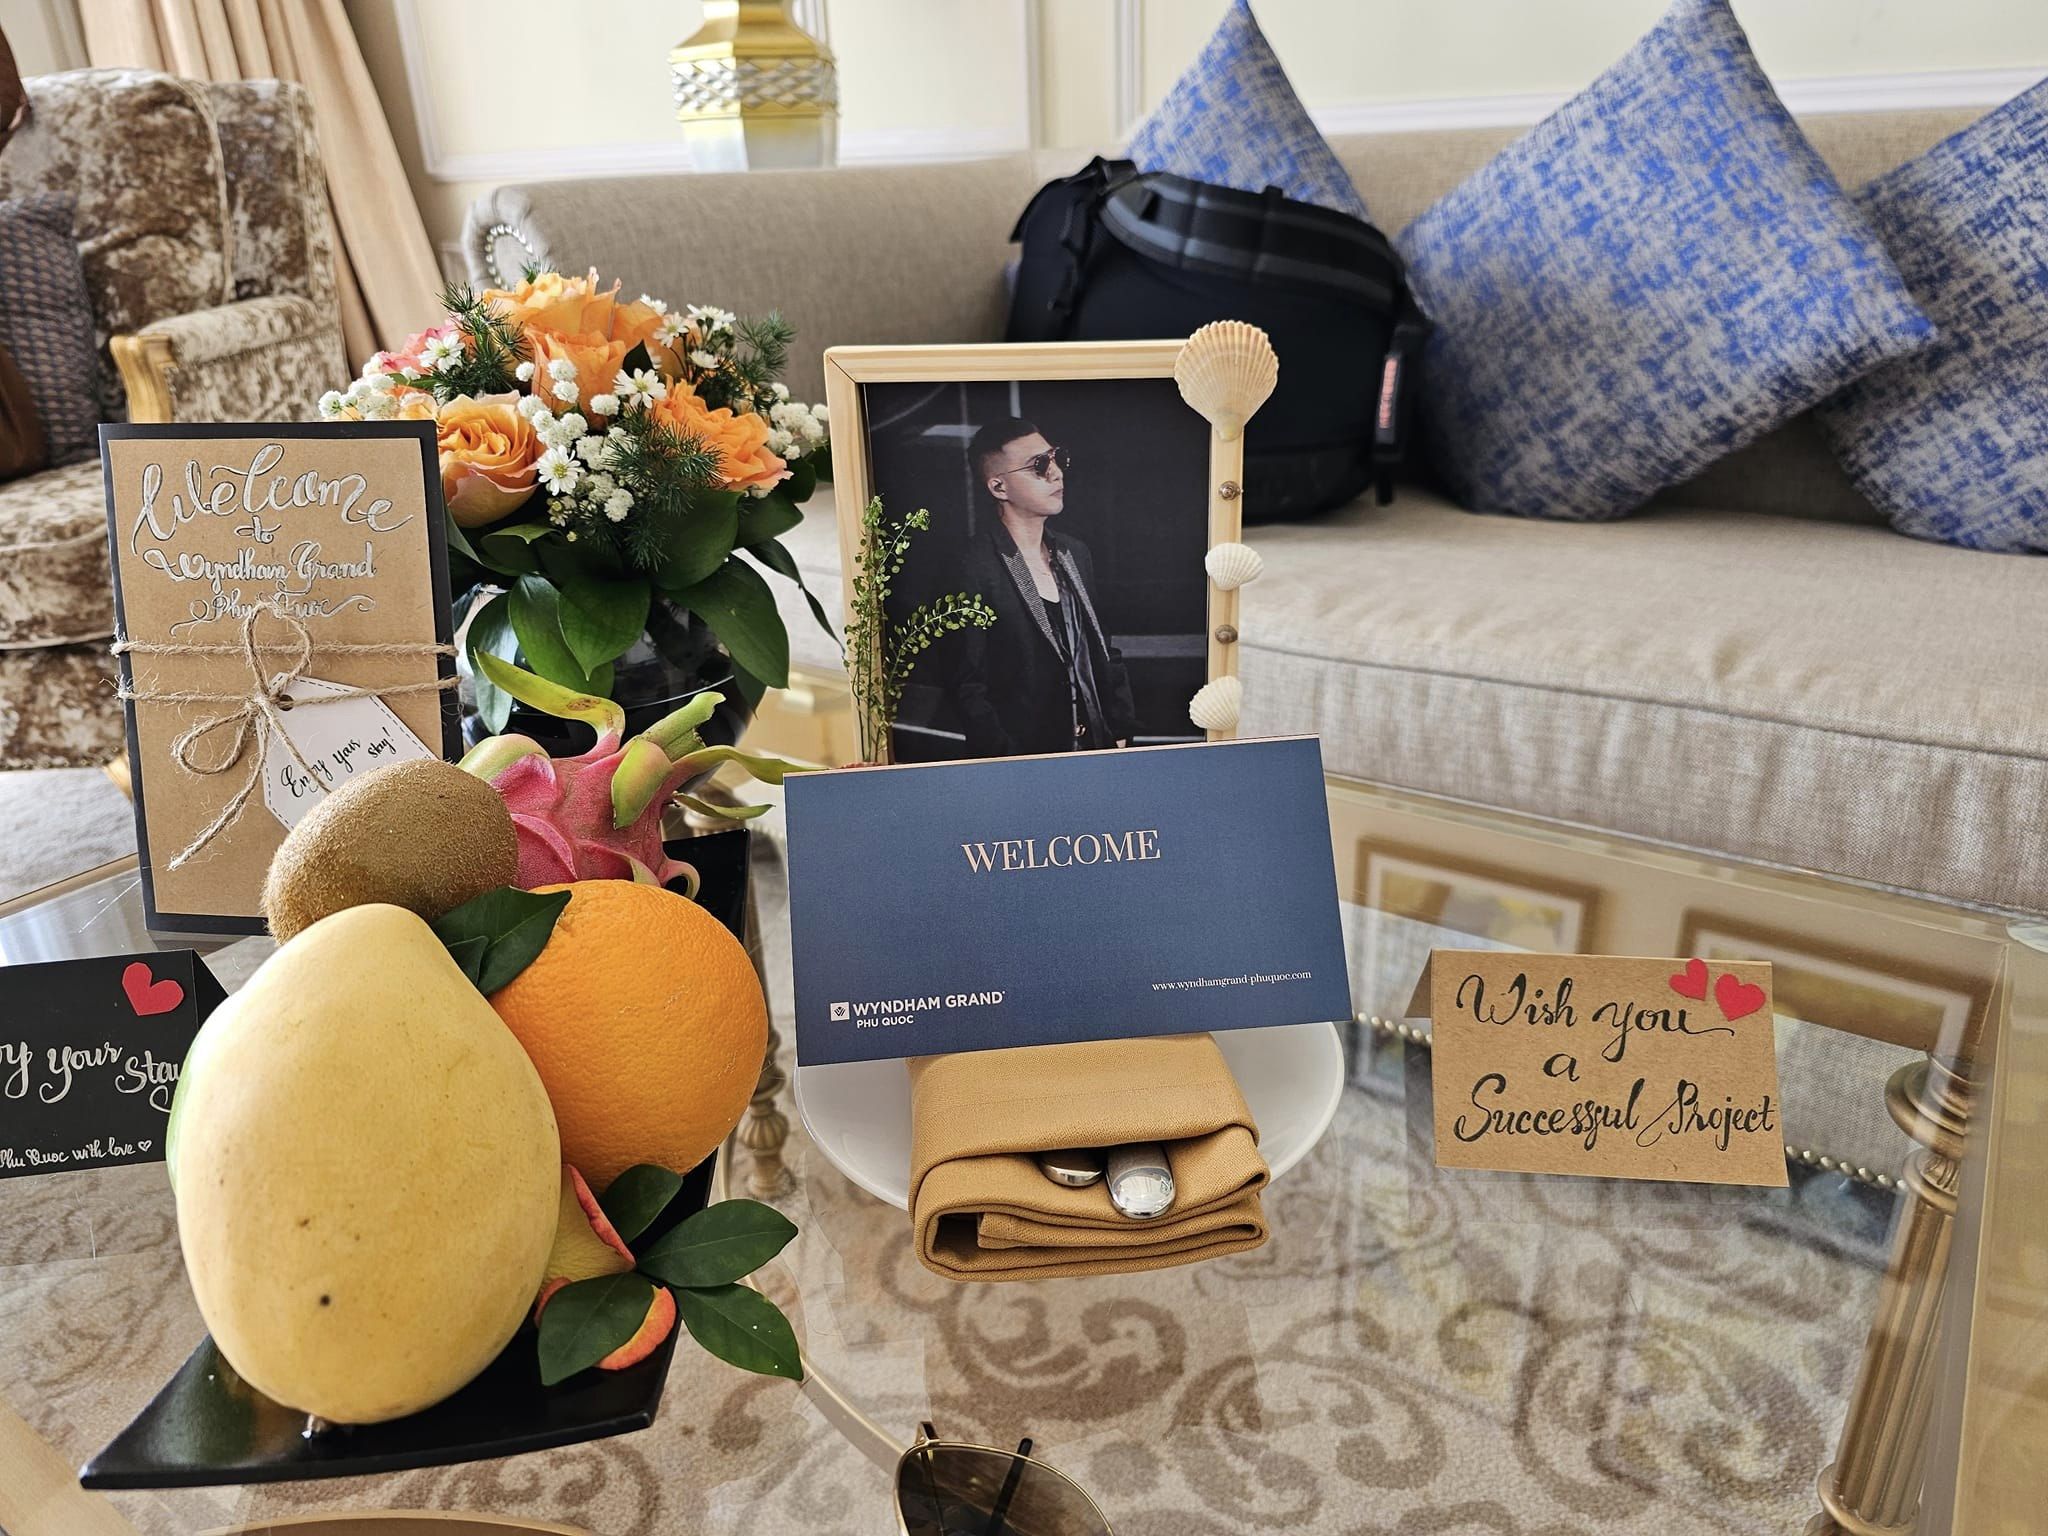 Welcome
to
Wyndham Grand
Phu Quoc
Enjoy Your
stay!
WELCOME
WYNDHAM GRAND
PHU QUOC
www.wyndhamgrand-phuquoc.com
oy your
stay
Phu Quoc with love
Wish you
a
Successful Project